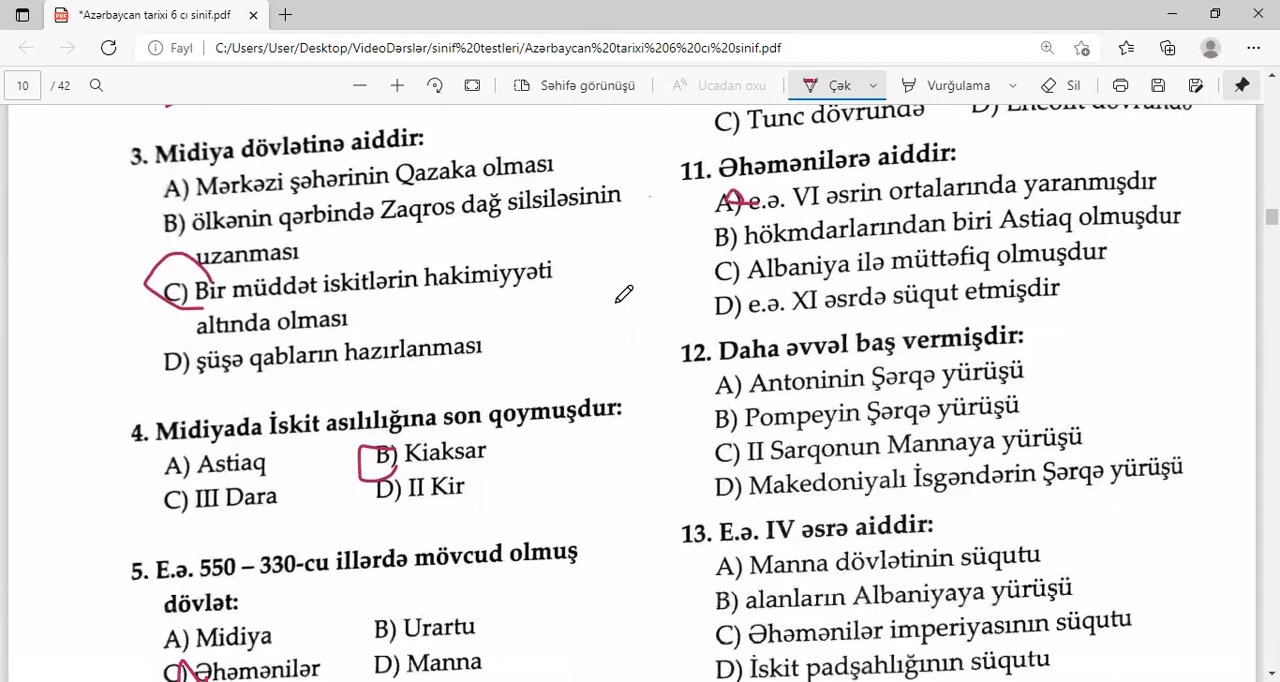 *Azərbaycan tarixi 6 cı sinif.pdf
Fayl
C:/Users/User/Desktop/VideoDərslər/sinif%20testleri/Azərbaycan%20tarixi%206%20cı%20sinif.pdf
10 / 42
Səhifə görünüşü
Ucadan oxu
Çək
Vurğulama
Sil
3. Midiya dövlətinə aiddir:
A) Mərkəzi şəhərinin Qazaka olması
B) ölkənin qərbində Zaqros dağ silsiləsinin
uzanması
C) Bir müddət iskitlərin hakimiyyəti
altında olması
D) şüşə qabların hazırlanması
4. Midiyada İskit asılılığına son qoymuşdur:
A) Astiaq
B) Kiaksar
C) III Dara
D) II Kir
5. E.ə. 550 – 330-cu illərdə mövcud olmuş
dövlət:
A) Midiya
B) Urartu
C) Əhəmənilər
D) Manna
C) Tunc dövründə
D) Eneolit dövründə
11. Əhəmənilərə aiddir:
A) e.ə. VI əsrin ortalarında yaranmışdır
B) hökmdarlarından biri Astiaq olmuşdur
C) Albaniya ilə müttəfiq olmuşdur
D) e.ə. XI əsrdə süqut etmişdir
12. Daha əvvəl baş vermişdir:
A) Antoninin Şərqə yürüşü
B) Pompeyin Şərqə yürüşü
C) II Sarqonun Mannaya yürüşü
D) Makedoniyalı İsgəndərin Şərqə yürüşü
13. E.ə. IV əsrə aiddir:
A) Manna dövlətinin süqutu
B) alanların Albaniyaya yürüşü
C) Əhəmənilər imperiyasının süqutu
D) İskit padşahlığının süqutu